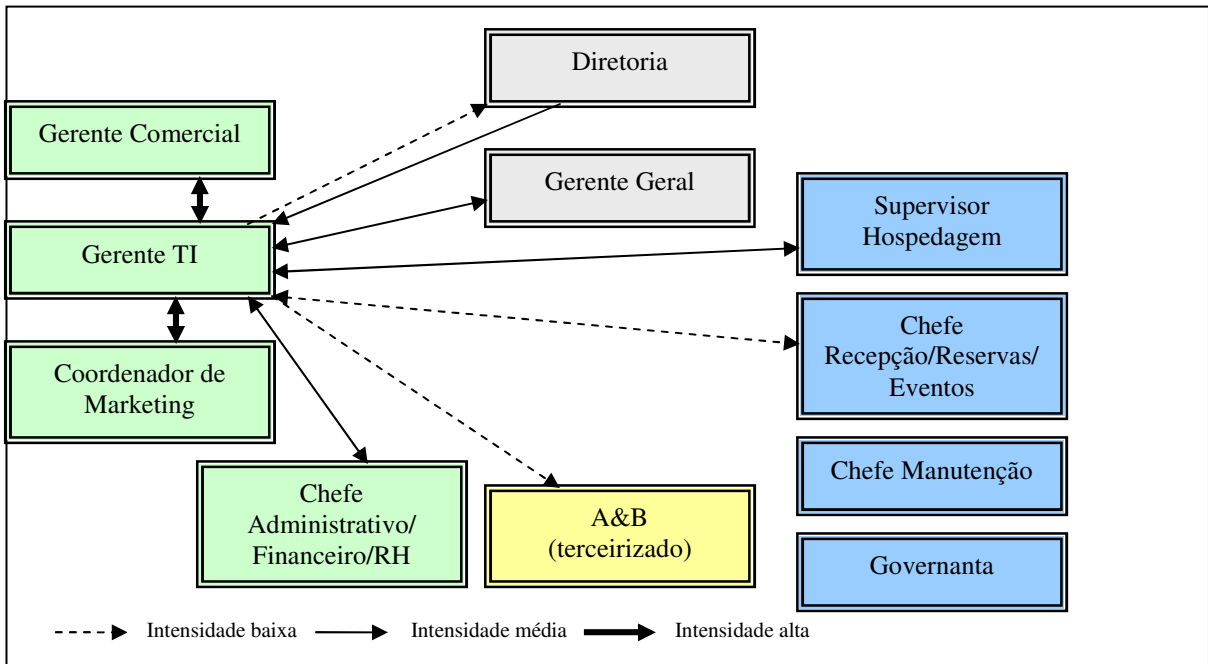 Diretoria
Gerente Comercial
Gerente Geral
Supervisor
Hospedagem
Gerente TI
Chefe
Recepção/Reservas/
Eventos
Coordenador de
Marketing
Chefe Manutenção
Chefe
Administrativo/
Financeiro/RH
A&B
(terceirizado)
Governanta
Intensidade baixa
Intensidade média
Intensidade alta